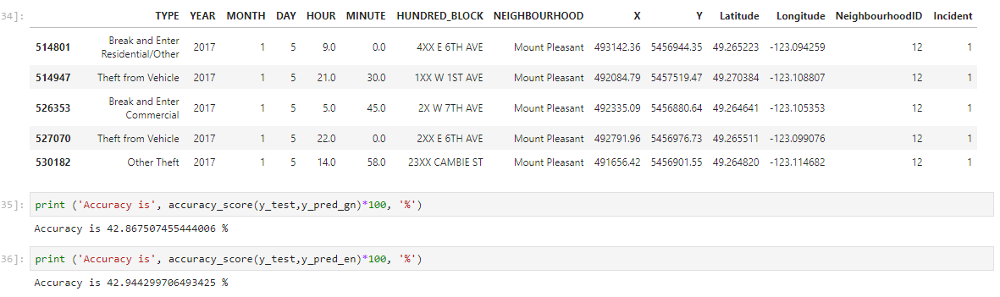 34]:
TYPE YEAR MONTH DAY HOUR MINUTE HUNDRED_BLOCK NEIGHBOURHOOD X Y Latitude Longitude NeighbourhoodID Incident
514801 Break and Enter Residential/Other 2017 1 5 9.0 0.0 4XX E 6TH AVE Mount Pleasant 493142.36 5456944.35 49.265223 -123.094259 12 1
514947 Theft from Vehicle 2017 1 5 21.0 30.0 1XX W 1ST AVE Mount Pleasant 492084.79 5457519.47 49.270384 -123.108807 12 1
526353 Break and Enter Commercial 2017 1 5 5.0 45.0 2X W 7TH AVE Mount Pleasant 492335.09 5456880.64 49.264641 -123.105353 12 1
527070 Theft from Vehicle 2017 1 5 22.0 0.0 2XX E 6TH AVE Mount Pleasant 492791.96 5456976.73 49.265511 -123.099076 12 1
530182 Other Theft 2017 1 5 14.0 58.0 23XX CAMBIE ST Mount Pleasant 491656.42 5456901.55 49.264820 -123.114682 12 1
35]: print ('Accuracy is', accuracy_score(y_test,y_pred_gn)*100, '%')
Accuracy is 42.867507455444006 %
36]: print ('Accuracy is', accuracy_score(y_test,y_pred_en)*100, '%')
Accuracy is 42.944299706493425 %